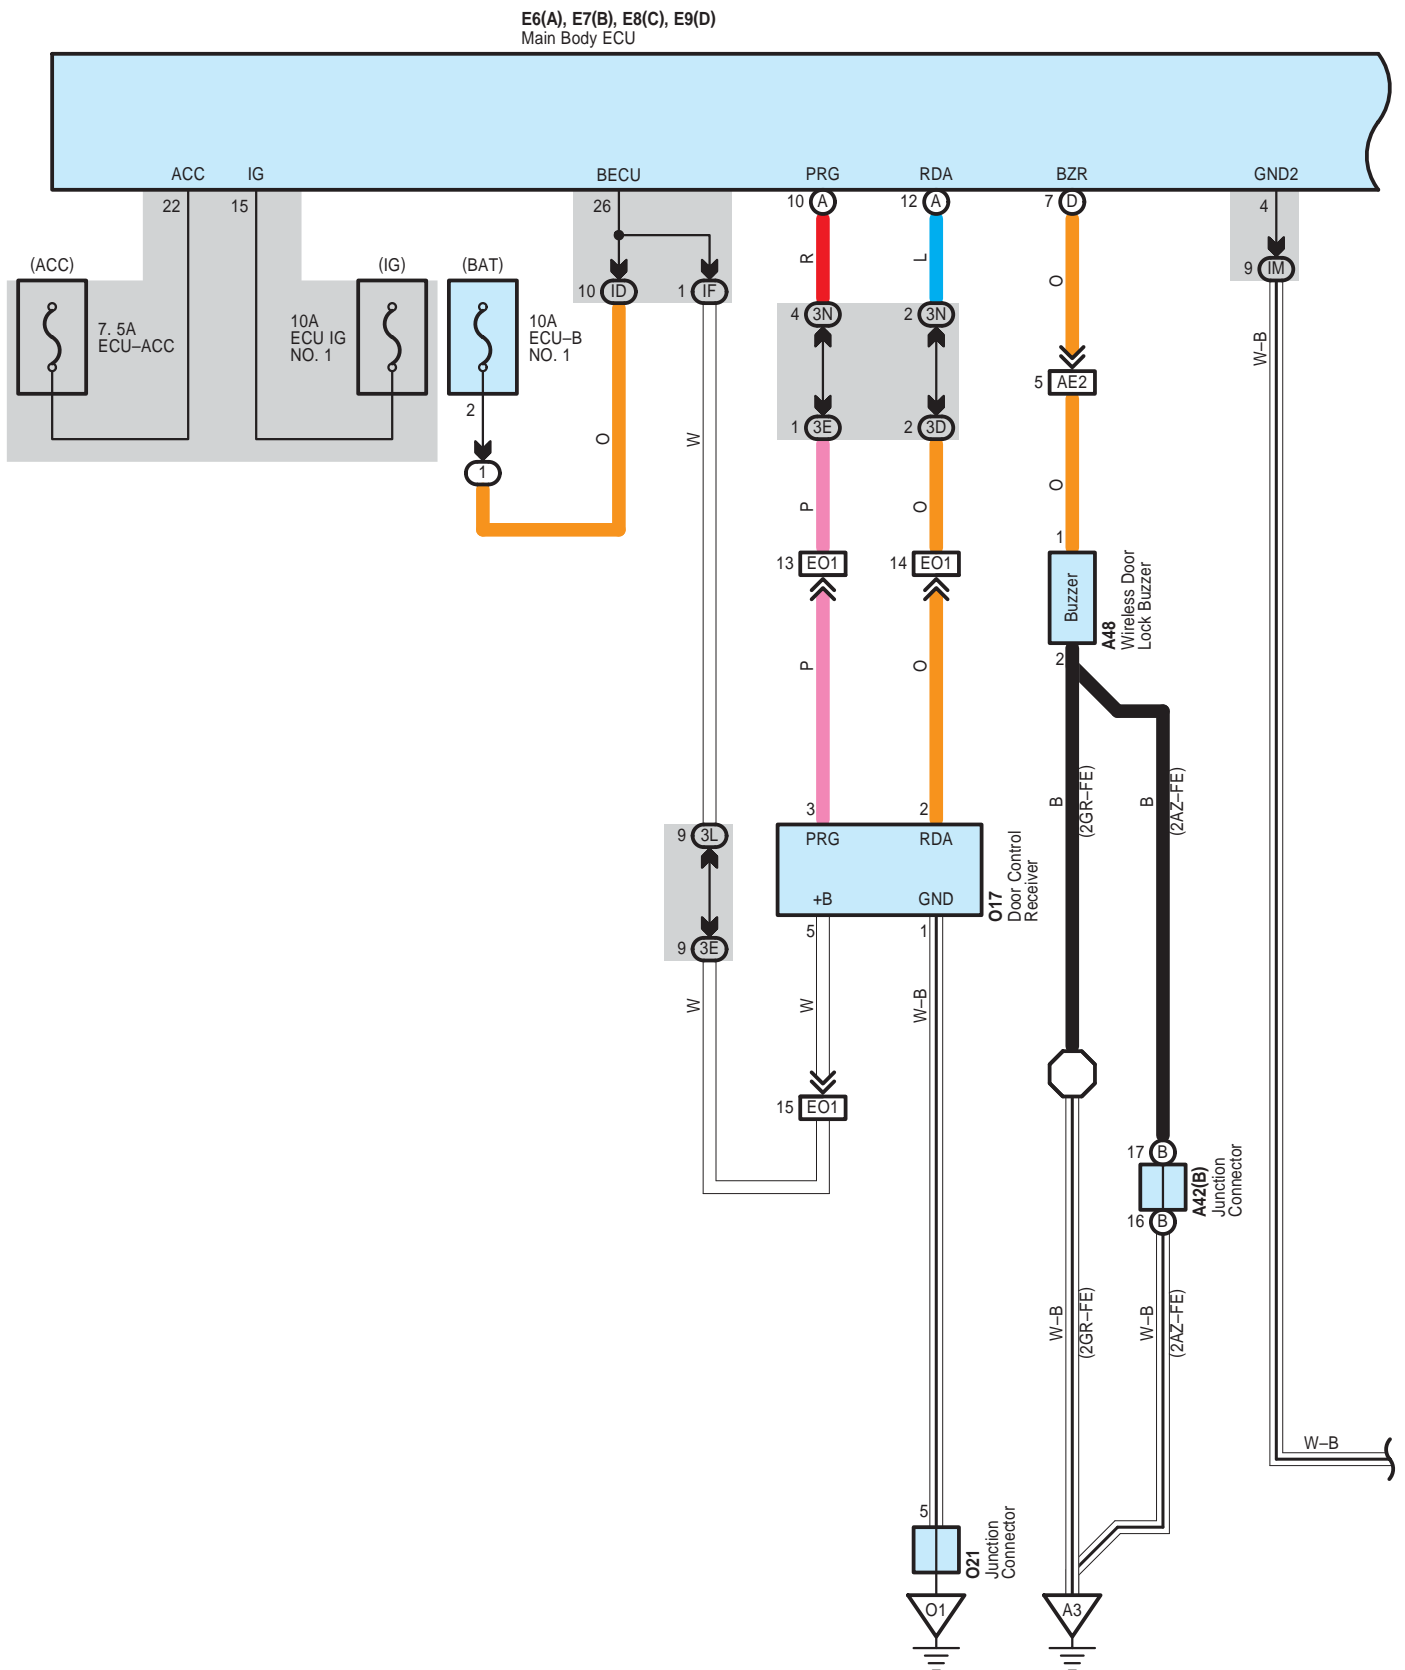 E6(A), E7(B), E8(C), E9(D)
Main Body ECU
ACC
IG
BECU
PRG
RDA
BZR
GND2
22
15
26
10 A
12 A
7 D
4
R
L
O
(ACC)
(IG)
(BAT)
10 ID
1 IF
9 IM
7. 5A
ECU–ACC
10A
ECU IG
NO. 1
10A
ECU–B
NO. 1
4 3N
2 3N
W–B
5 AE2
2
1 3E
2 3D
O
W
1
O
P
O
1
13 EO1
14 EO1
Buzzer
A48
Wireless Door
Lock Buzzer
2
P
O
B
(2GR–FE)
B
(2AZ–FE)
3
2
9 3L
PRG
RDA
+B
GND
O17
Door Control
Receiver
5
1
9 3E
W
W
W–B
15 EO1
17 B
A42(B)
Junction
Connector
16 B
W–B
(2GR–FE)
W–B
(2AZ–FE)
W–B
5
O21
Junction
Connector
O1
A3